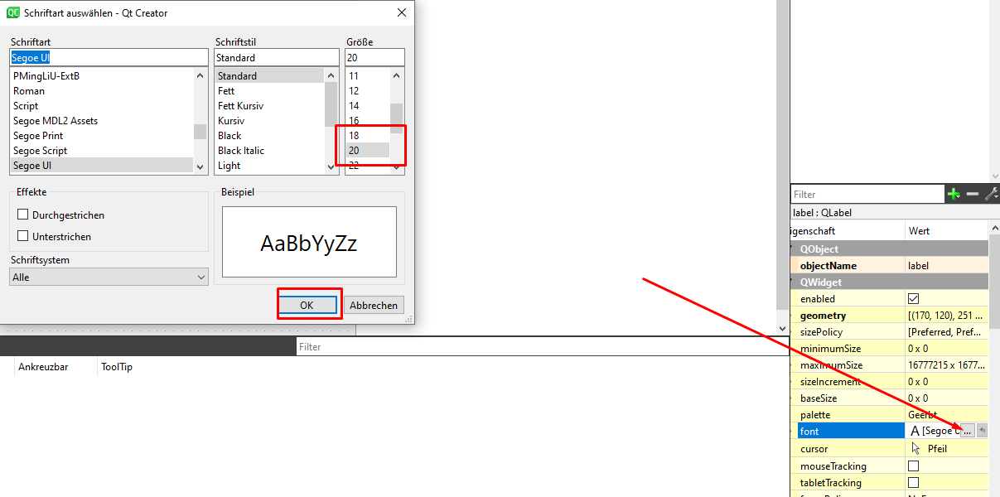 Schriftart auswählen - Qt Creator
Schriftart
Schriftstil
Größe
Segoe UI
Standard
20
PMingLiU-ExtB
Roman
Script
Segoe MDL2 Assets
Segoe Print
Segoe Script
Segoe UI
Standard
Fett
Fett Kursiv
Kursiv
Black
Black Italic
Light
11
12
14
16
18
20
22
Effekte
Durchgestrichen
Unterstrichen
Schriftsystem
Alle
Beispiel
AaBbYyZz
OK
Abbrechen
Filter
Ankreuzbar
ToolTip
Filter
label : QLabel
igenschaft
Wert
QObject
objectName
label
QWidget
enabled
geometry
[(170, 120), 251 ...
sizePolicy
[Preferred, Pref...
minimumSize
0 x 0
maximumSize
16777215 x 1677...
sizeIncrement
0 x 0
baseSize
0 x 0
palette
Geerbt
font
A [Segoe U ...
cursor
Pfeil
mouseTracking
tabletTracking